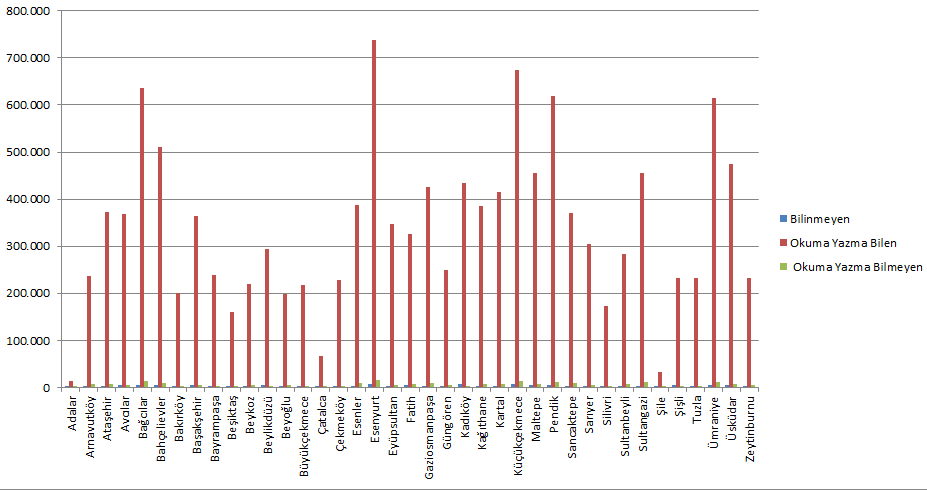 800.000
700.000
600.000
500.000
400.000
300.000
200.000
100.000
0
Adalar
Arnavutköy
Ataşehir
Avcılar
Bağcılar
Bahçelievler
Bakırköy
Başakşehir
Bayrampaşa
Beşiktaş
Beykoz
Beylikdüzü
Beyoğlu
Büyükçekmece
Çatalca
Çekmeköy
Esenler
Esenyurt
Eyüpsultan
Fatih
Gaziosmanpaşa
Güngören
Kadıköy
Kağıthane
Kartal
Küçükçekmece
Maltepe
Pendik
Sancaktepe
Sarıyer
Silivri
Sultanbeyli
Sultangazi
Şile
Şişli
Tuzla
Ümraniye
Üsküdar
Zeytinburnu
Bilinmeyen
Okuma Yazma Bilen
Okuma Yazma Bilmeyen